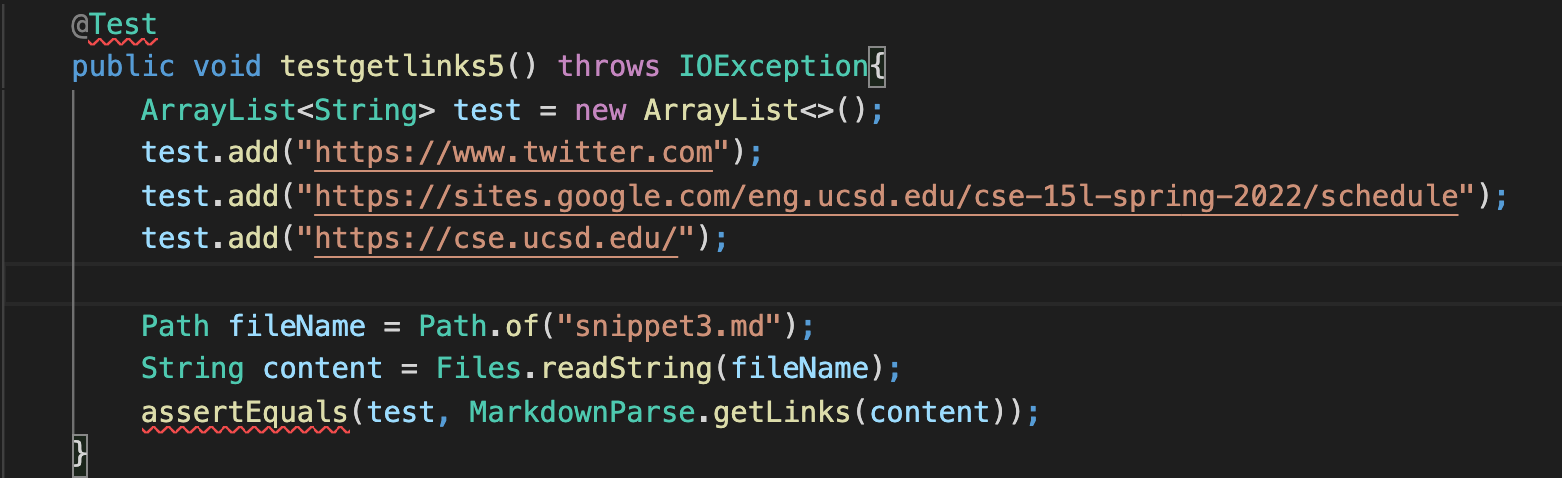 @Test
public void testgetlinks5() throws IOException{
ArrayList<String> test = new ArrayList<>();
test.add("https://www.twitter.com");
test.add("https://sites.google.com/eng.ucsd.edu/cse-15l-spring-2022/schedule");
test.add("https://cse.ucsd.edu/");
Path fileName = Path.of("snippet3.md");
String content = Files.readString(fileName);
assertEquals(test, MarkdownParse.getLinks(content));
}